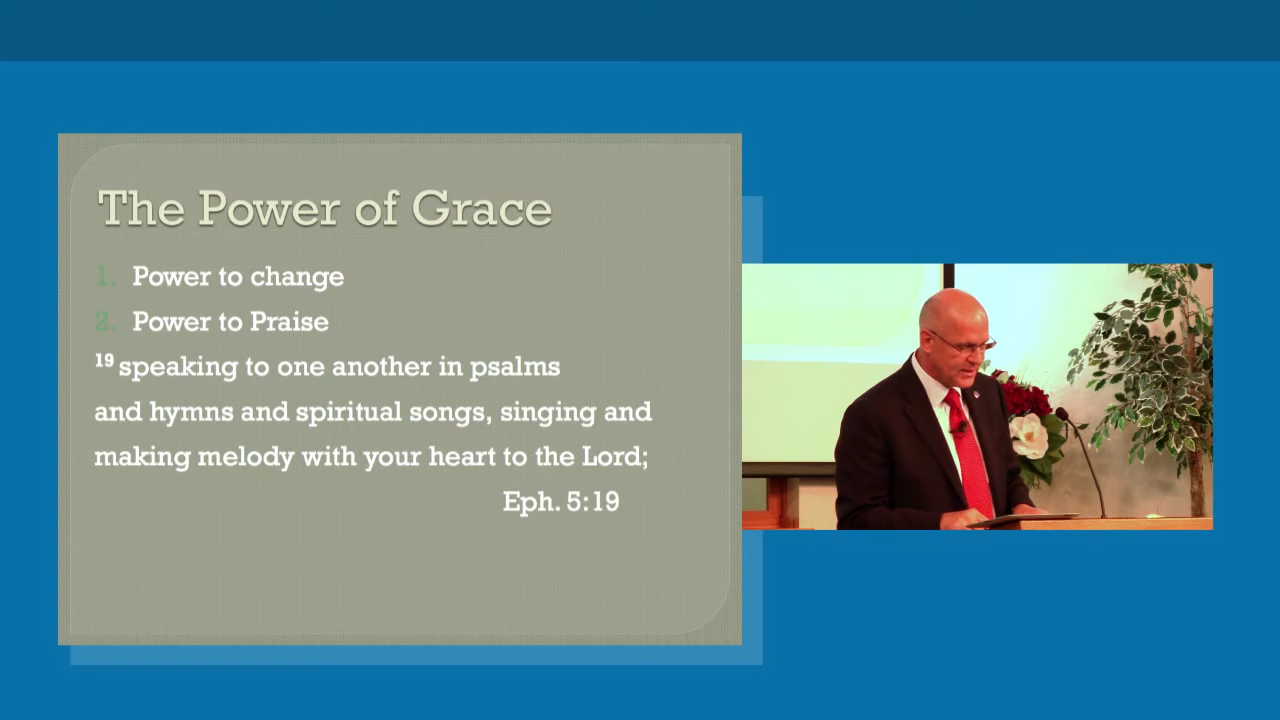 The Power of Grace
1. Power to change
2. Power to Praise
19 speaking to one another in psalms
and hymns and spiritual songs, singing and
making melody with your heart to the Lord;
Eph. 5:19